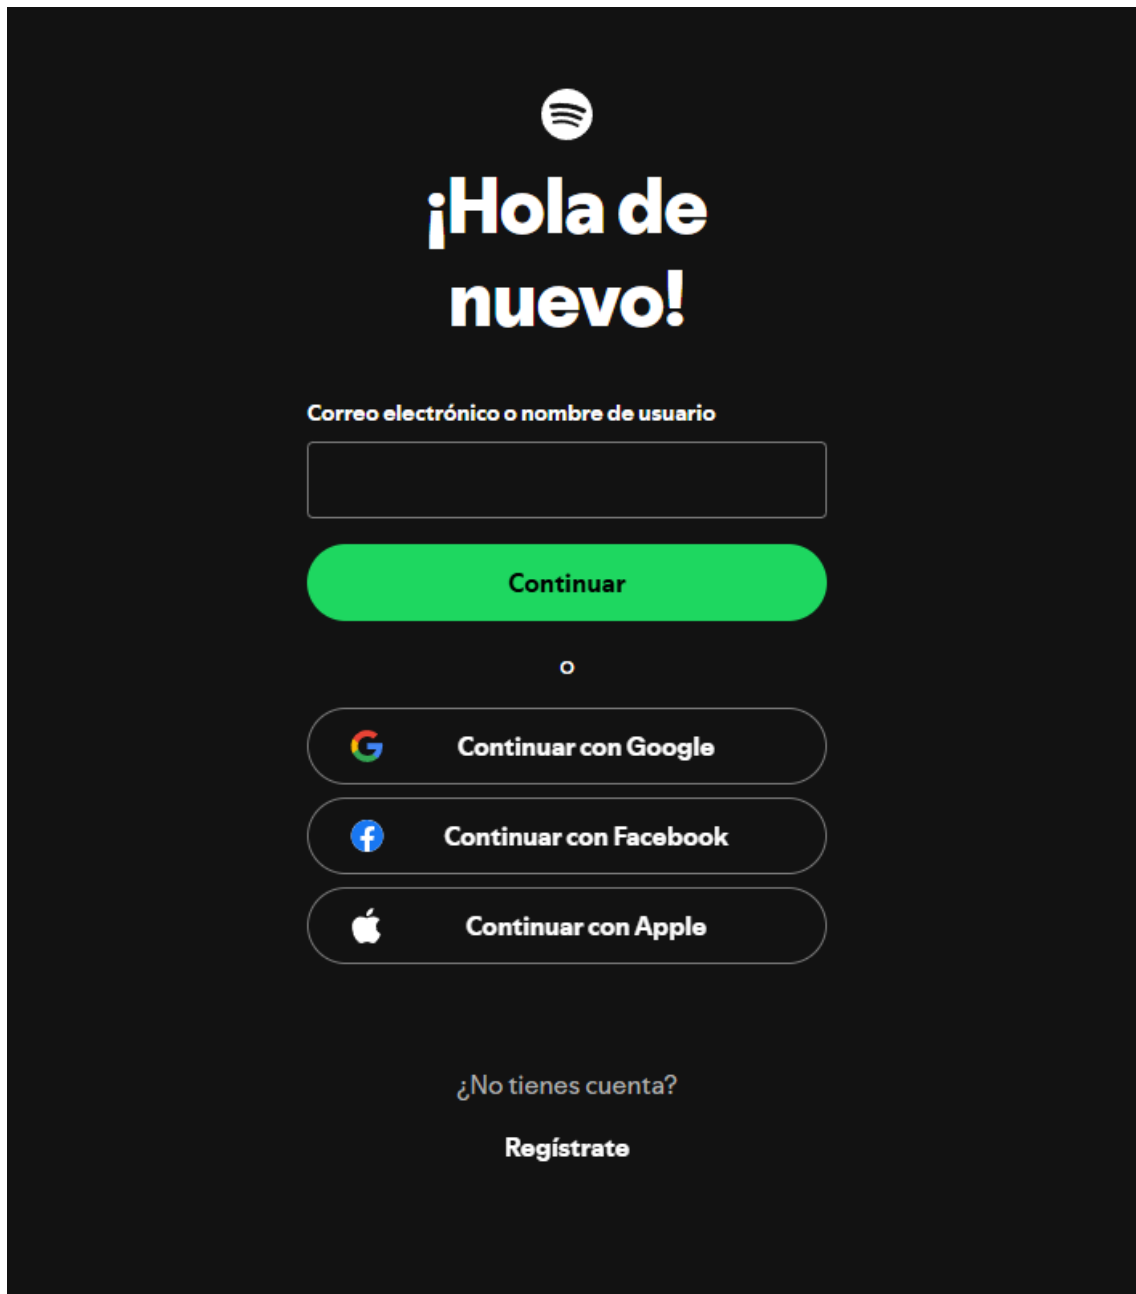 ¡Hola de
nuevo!
Correo electrónico o nombre de usuario
Continuar
o
Continuar con Google
Continuar con Facebook
Continuar con Apple
¿No tienes cuenta?
Regístrate